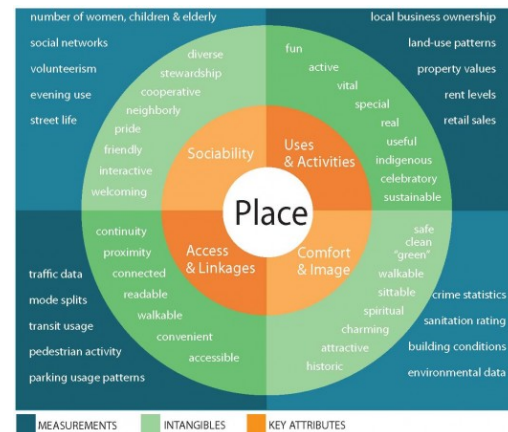 number of women, children & elderly
social networks
volunteerism
evening use
street life
diverse
stewardship
cooperative
neighborly
pride
friendly
interactive
welcoming
Sociability
local business ownership
land-use patterns
property values
rent levels
retail sales
fun
active
vital
special
real
useful
indigenous
celebratory
sustainable
Uses
& Activities
Place
continuity
proximity
connected
readable
walkable
convenient
accessible
Access
& Linkages
traffic data
mode splits
transit usage
pedestrian activity
parking usage patterns
Comfort
& Image
safe
clean
"green"
walkable
sittable
spiritual
charming
attractive
historic
crime statistics
sanitation rating
building conditions
environmental data
MEASUREMENTS
INTANGIBLES
KEY ATTRIBUTES